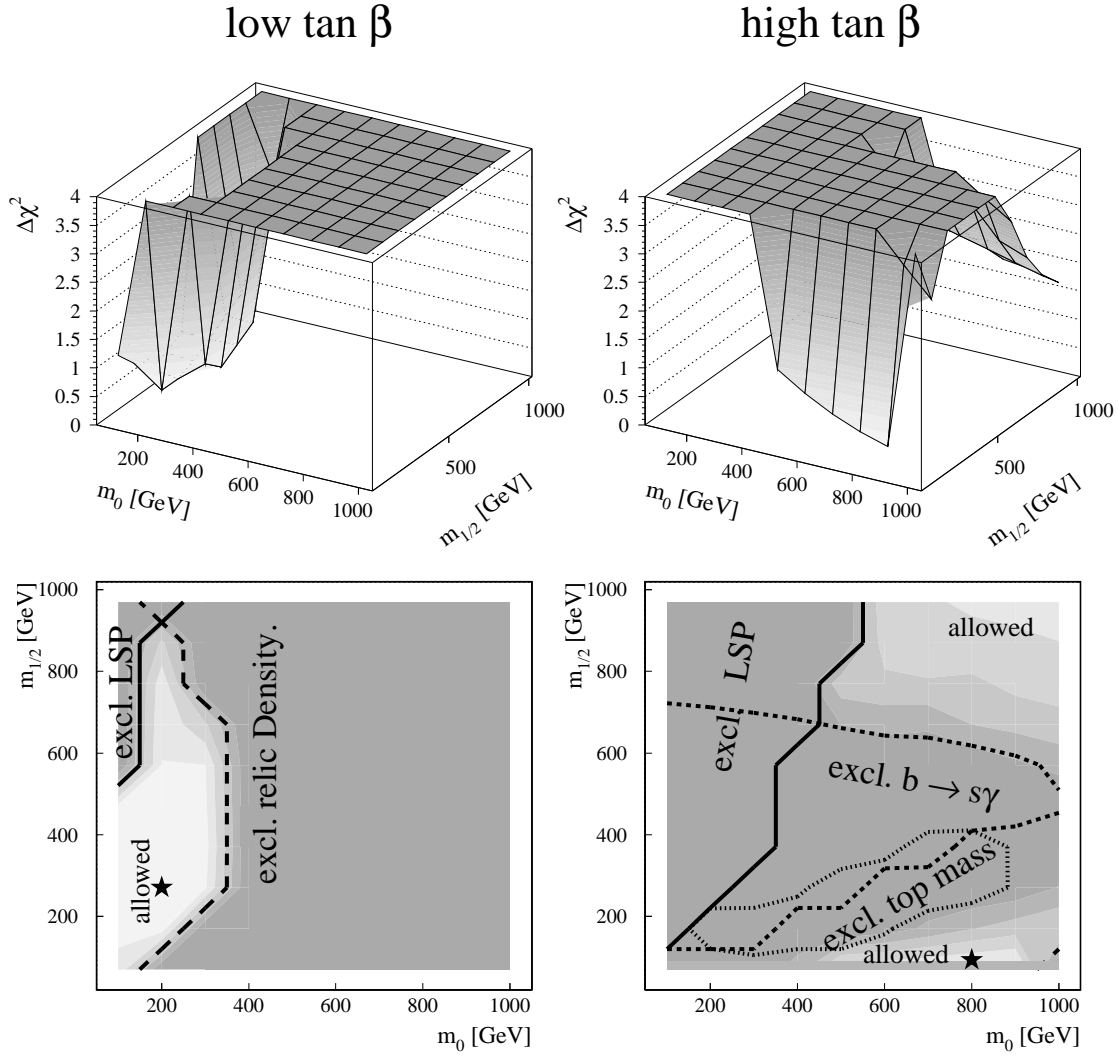 low tan β
high tan β
Δχ²
4
3.5
3
2.5
2
1.5
1
0.5
0
200
400
600
800
1000
m₀ [GeV]
500
1000
m₁/₂ [GeV]
Δχ²
4
3.5
3
2.5
2
1.5
1
0.5
0
200
400
600
800
1000
m₀ [GeV]
500
1000
m₁/₂ [GeV]
m₁/₂ [GeV]
1000
800
600
400
200
excl. LSP
excl. relic Density.
allowed
200
400
600
800
1000
m₀ [GeV]
m₁/₂ [GeV]
1000
800
600
400
200
excl. LSP
allowed
excl. b → sγ
excl. top mass
allowed
200
400
600
800
1000
m₀ [GeV]